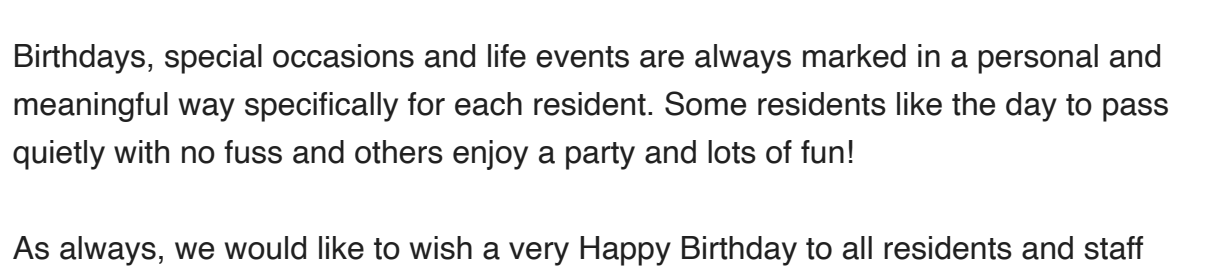 Birthdays, special occasions and life events are always marked in a personal and
meaningful way specifically for each resident. Some residents like the day to pass
quietly with no fuss and others enjoy a party and lots of fun!
As always, we would like to wish a very Happy Birthday to all residents and staff